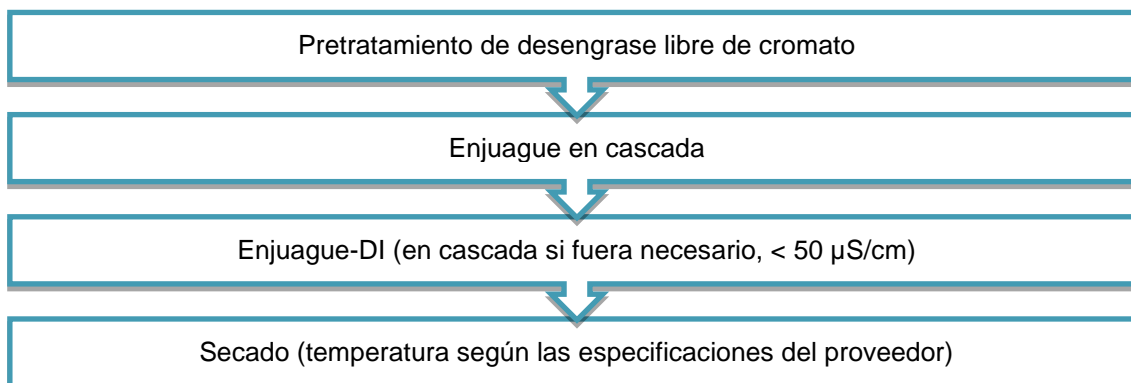 Pretratamiento de desengrase libre de cromato
Enjuague en cascada
Enjuague-DI (en cascada si fuera necesario, < 50 µS/cm)
Secado (temperatura según las especificaciones del proveedor)